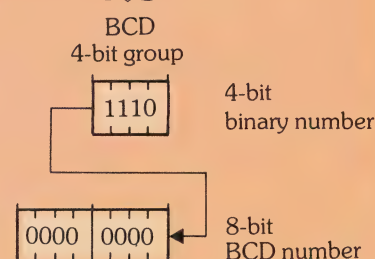 BCD
4-bit group
1110
4-bit
binary number
0000 0000
8-bit
BCD number